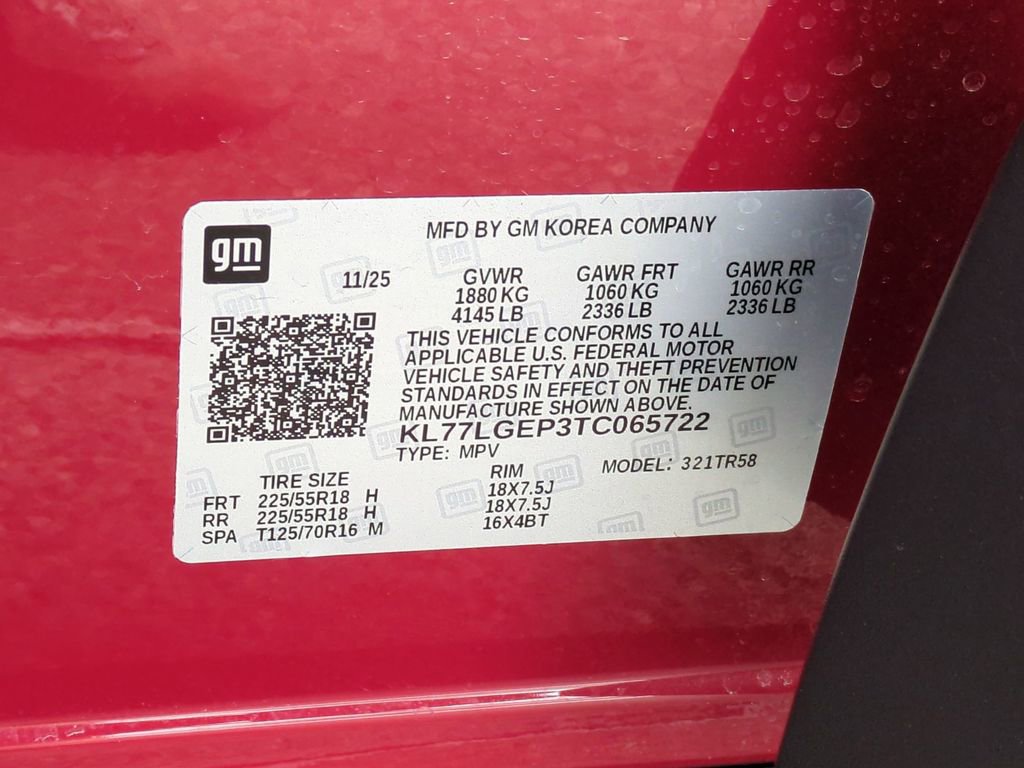 gm
MFD BY GM KOREA COMPANY
11/25
GVWR GAWR FRT GAWR RR
1880 KG 1060 KG 1060 KG
4145 LB 2336 LB 2336 LB
THIS VEHICLE CONFORMS TO ALL
APPLICABLE U.S. FEDERAL MOTOR
VEHICLE SAFETY AND THEFT PREVENTION
STANDARDS IN EFFECT ON THE DATE OF
MANUFACTURE SHOWN ABOVE.
KL77LGEP3TC065722
TYPE: MPV MODEL: 321TR58
TIRE SIZE RIM
FRT 225/55R18 H 18X7.5J
RR 225/55R18 H 18X7.5J
SPA T125/70R16 M 16X4BT